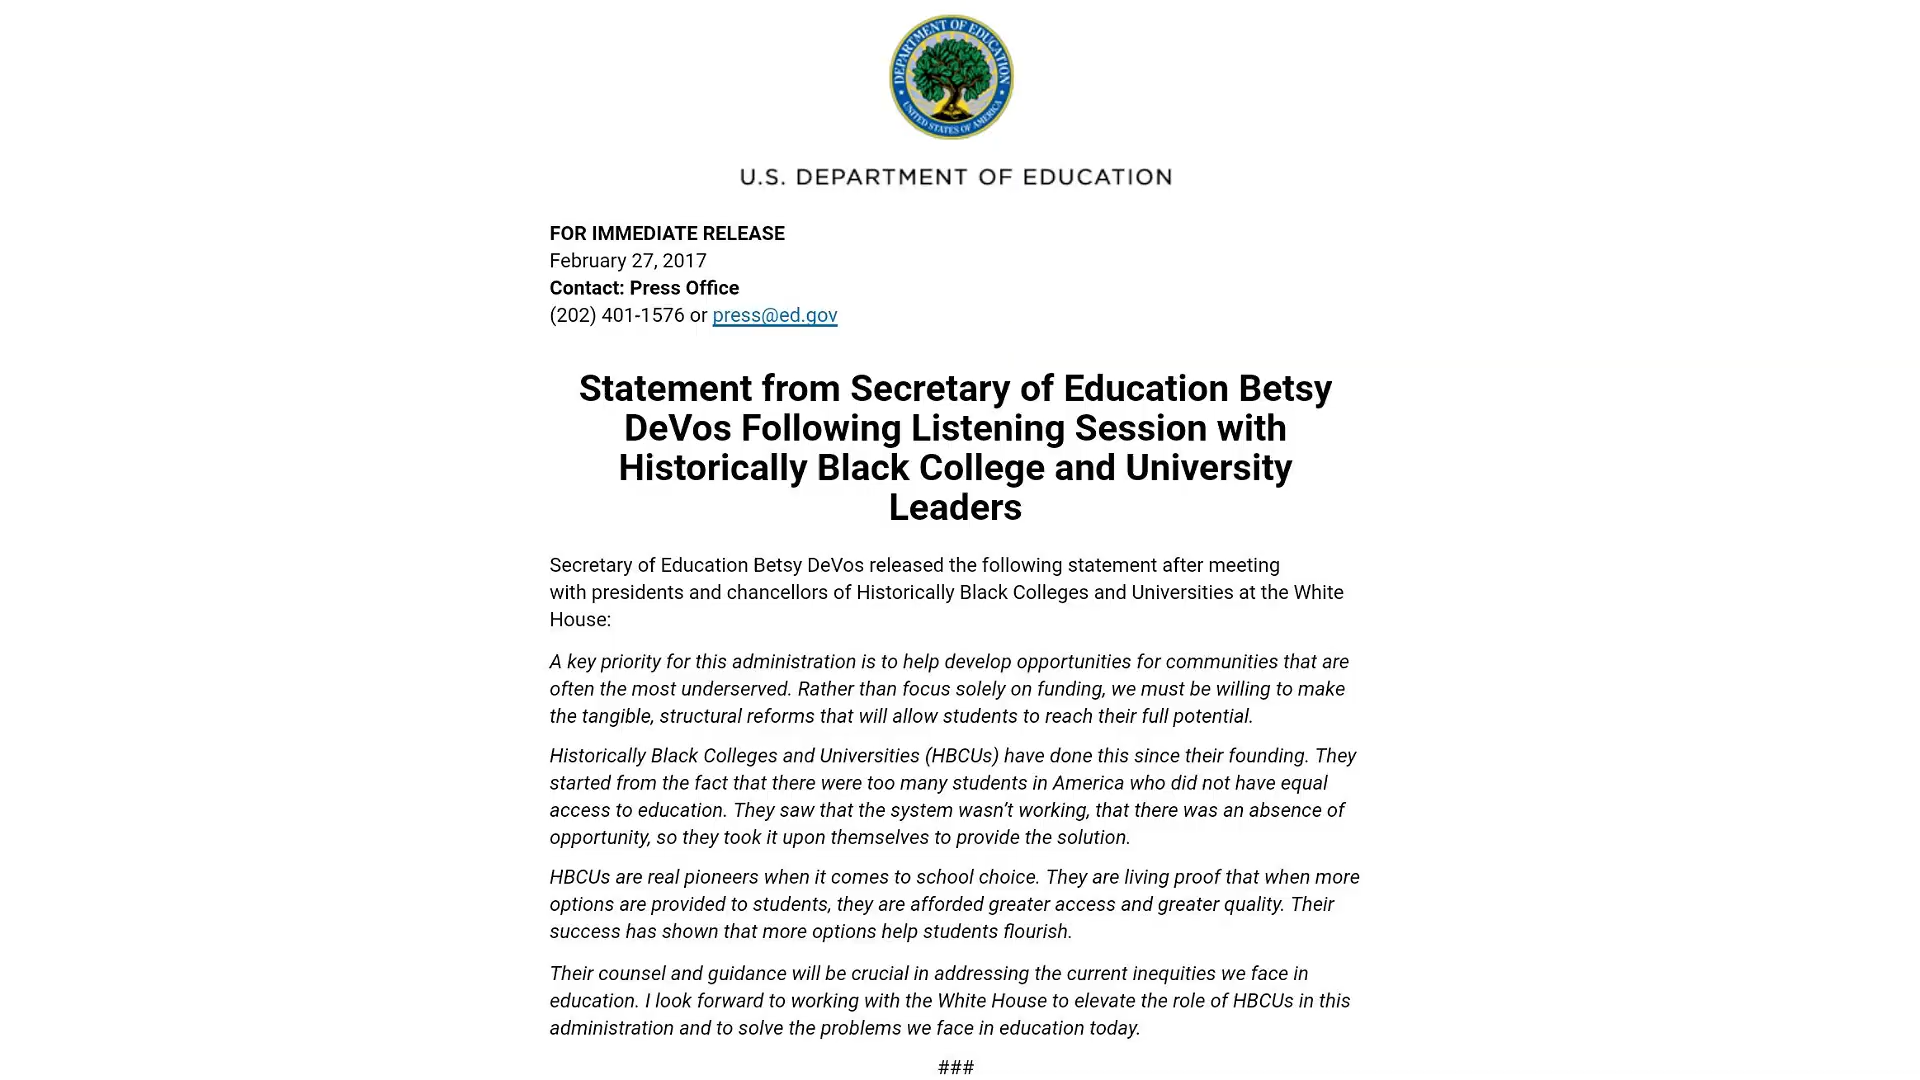 DEPARTMENT OF EDUCATION
UNITED STATES OF AMERICA
U.S. DEPARTMENT OF EDUCATION
FOR IMMEDIATE RELEASE
February 27, 2017
Contact: Press Office
(202) 401-1576 or press@ed.gov
Statement from Secretary of Education Betsy
DeVos Following Listening Session with
Historically Black College and University
Leaders
Secretary of Education Betsy DeVos released the following statement after meeting
with presidents and chancellors of Historically Black Colleges and Universities at the White
House:
A key priority for this administration is to help develop opportunities for communities that are
often the most underserved. Rather than focus solely on funding, we must be willing to make
the tangible, structural reforms that will allow students to reach their full potential.
Historically Black Colleges and Universities (HBCUs) have done this since their founding. They
started from the fact that there were too many students in America who did not have equal
access to education. They saw that the system wasn’t working, that there was an absence of
opportunity, so they took it upon themselves to provide the solution.
HBCUs are real pioneers when it comes to school choice. They are living proof that when more
options are provided to students, they are afforded greater access and greater quality. Their
success has shown that more options help students flourish.
Their counsel and guidance will be crucial in addressing the current inequities we face in
education. I look forward to working with the White House to elevate the role of HBCUs in this
administration and to solve the problems we face in education today.
###